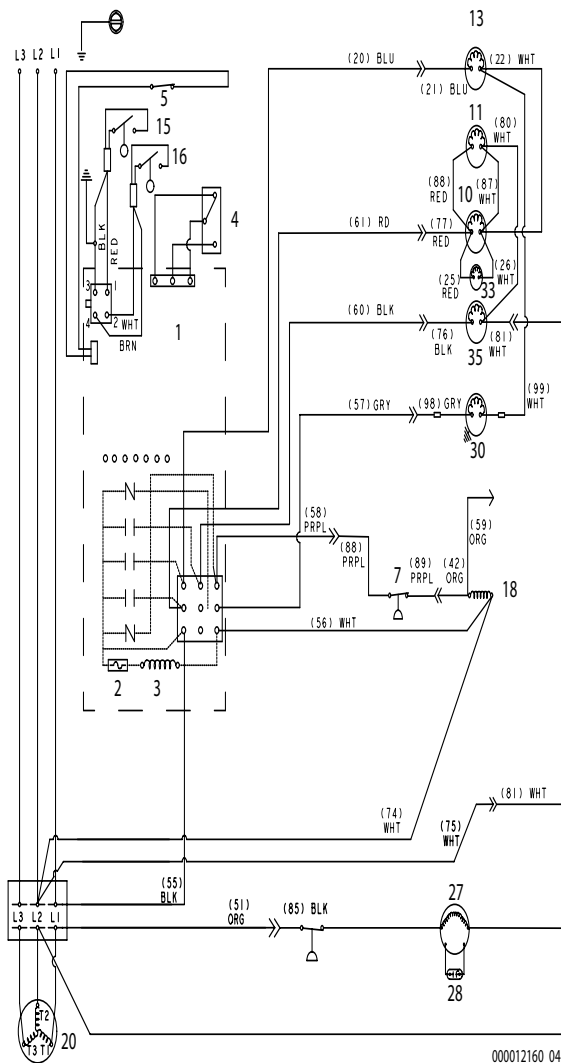 13
L3 L2 L1
(20) BLU
(22) WHT
(21) BLU
5
11
15
(80) WHT
16
(88) RED
10
(87) WHT
4
(61) RD
(77) RED
BLK
RED
(25) RED
(26) WHT
33
3
1
1
(60) BLK
4
2
WHT
(76) BLK
(81) WHT
35
BRN
(57) GRY
(98) GRY
(99) WHT
30
(58) PRPL
(59) ORG
(88) PRPL
7
(89) PRPL
(42) ORG
18
(56) WHT
2
3
(74) WHT
(81) WHT
(75) WHT
(55) BLK
27
L3 L2 L1
(51) ORG
(85) BLK
28
T2
20
T3 T1
000012160 04